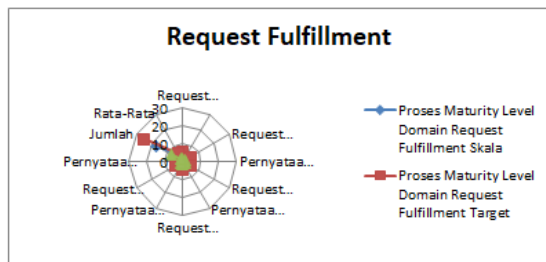 Request Fulfillment
Request...
Rata-Rata
Jumlah
Pernyataa...
Request...
Pernyataa...
Request...
Pernyataa...
Request...
Pernyataa...
Request...
30
20
10
0
Proses Maturity Level
Domain Request
Fulfillment Skala
Proses Maturity Level
Domain Request
Fulfillment Target